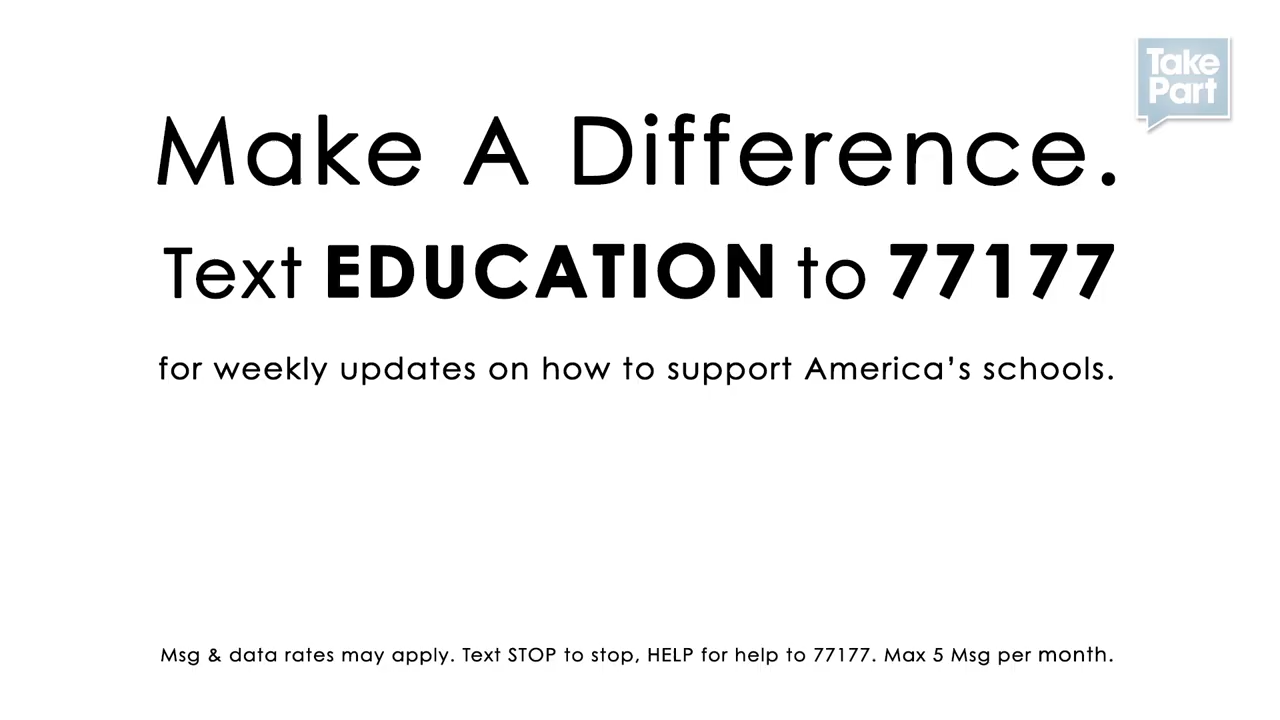 Take
Part
Make A Difference.
Text EDUCATION to 77177
for weekly updates on how to support America's schools.
Msg & data rates may apply. Text STOP to stop, HELP for help to 77177. Max 5 Msg per month.